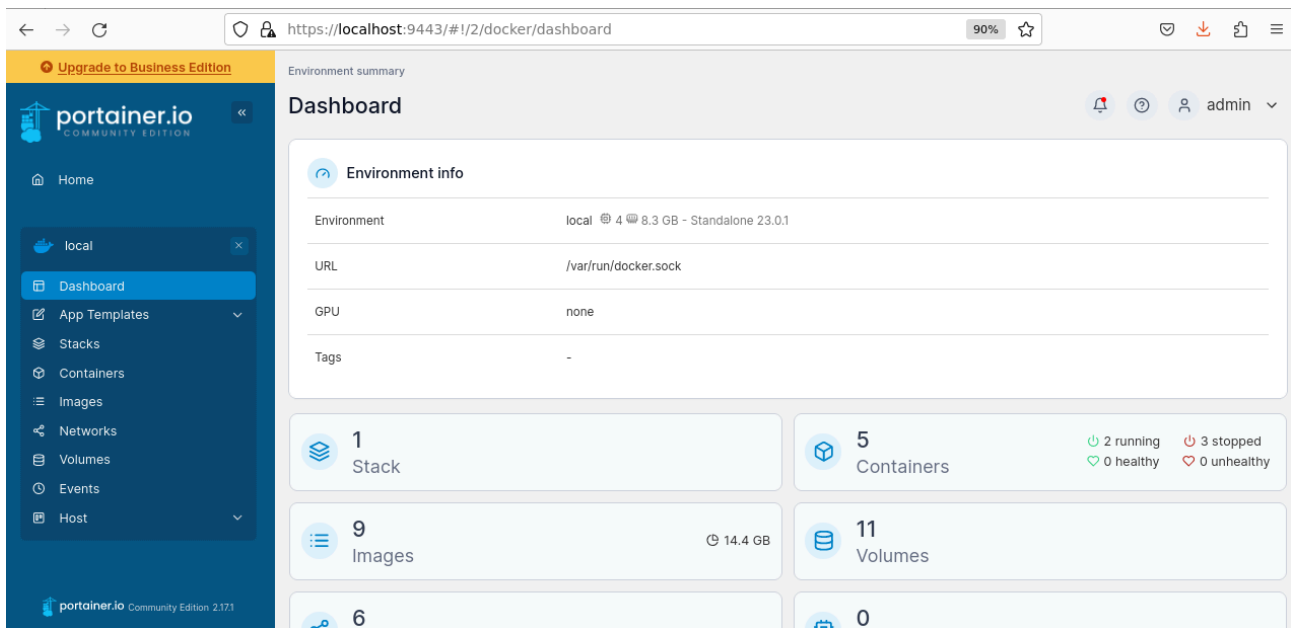 https://localhost:9443/#!/2/docker/dashboard
90%
Upgrade to Business Edition
portainer.io
COMMUNITY EDITION
Home
local
Dashboard
App Templates
Stacks
Containers
Images
Networks
Volumes
Events
Host
portainer.io Community Edition 2.17.1
Environment summary
Dashboard
admin
Environment info
Environment local 4 8.3 GB - Standalone 23.0.1
URL /var/run/docker.sock
GPU none
Tags -
1
Stack
5
Containers
2 running 3 stopped
0 healthy 0 unhealthy
9
Images
14.4 GB
11
Volumes
6
0